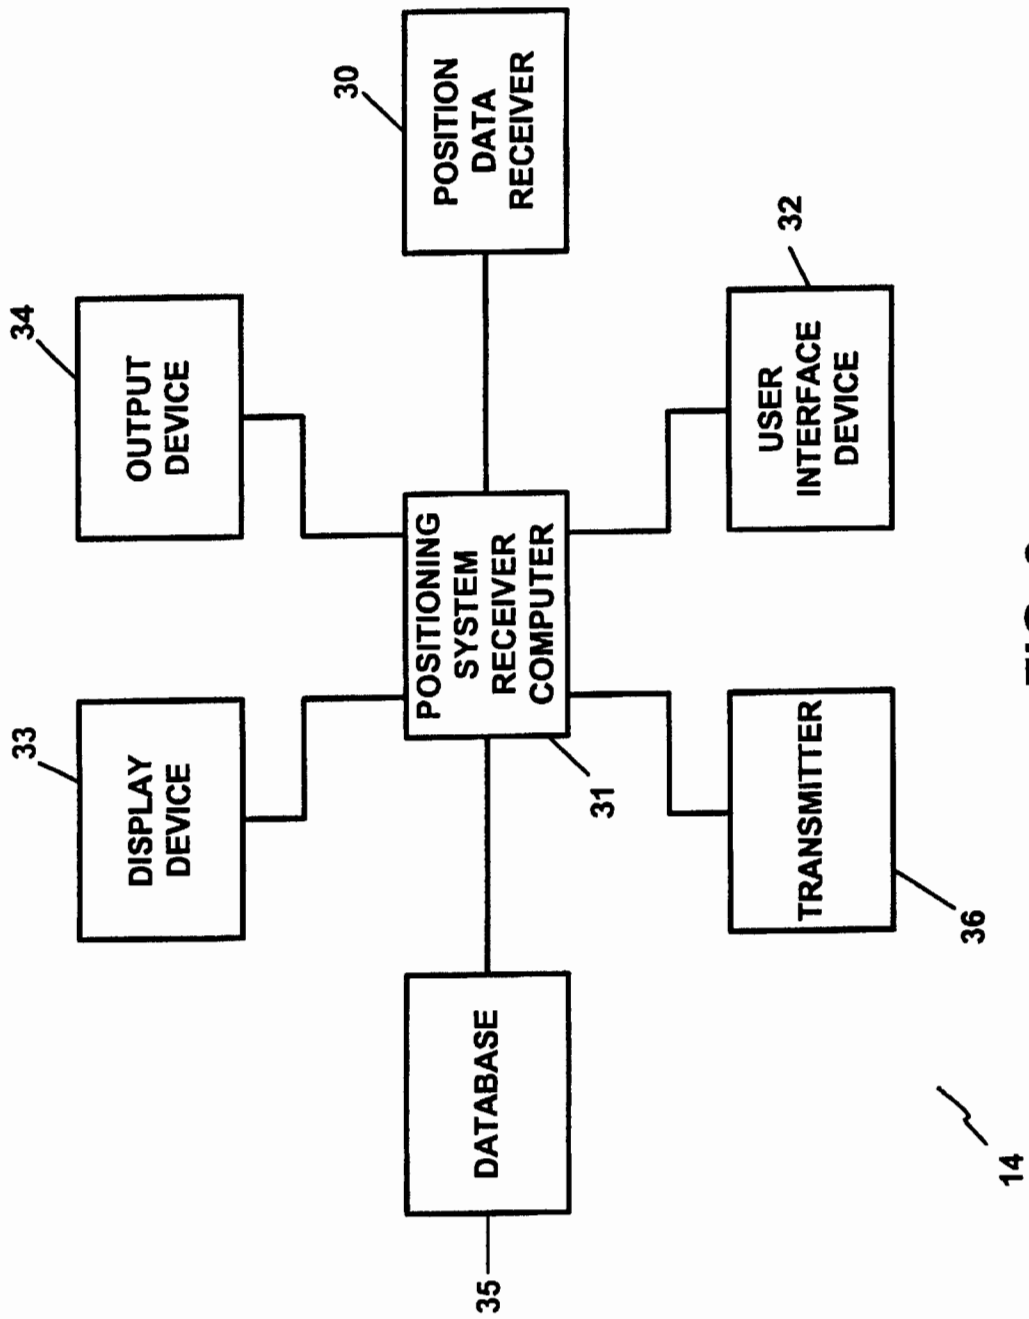 33
DISPLAY
DEVICE
34
OUTPUT
DEVICE
35
DATABASE
POSITIONING
SYSTEM
RECEIVER
COMPUTER
31
30
POSITION
DATA
RECEIVER
TRANSMITTER
36
USER
INTERFACE
DEVICE
32
14
FIG.